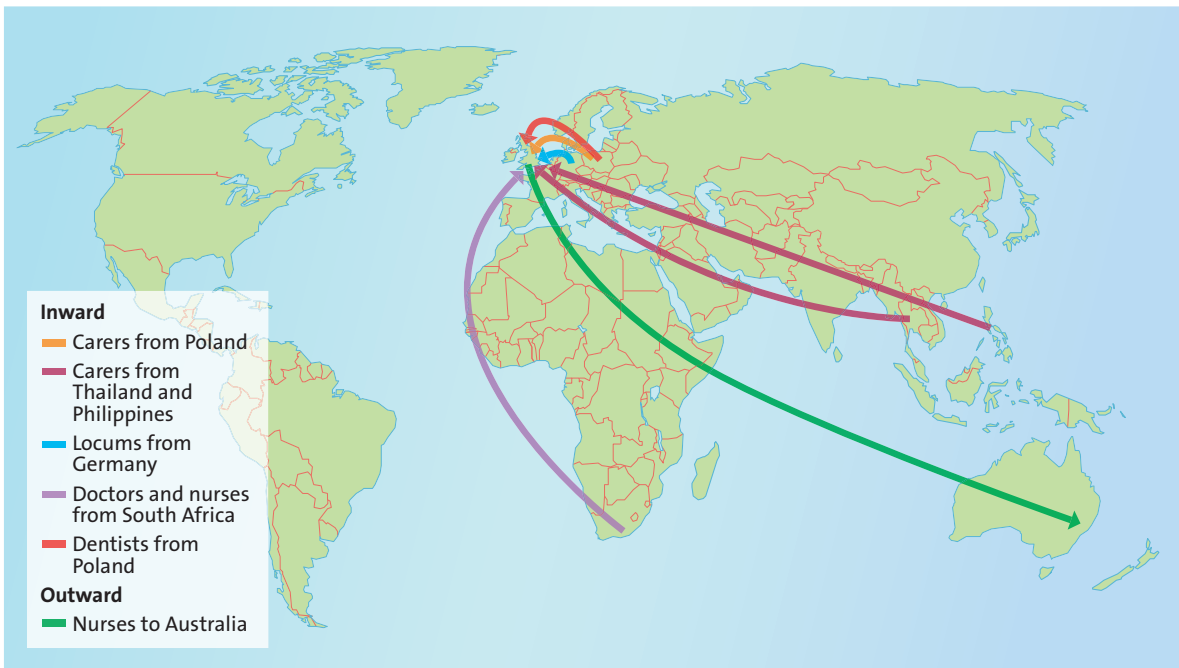 Inward
Carers from Poland
Carers from
Thailand and
Philippines
Locums from
Germany
Doctors and nurses
from South Africa
Dentists from
Poland
Outward
Nurses to Australia